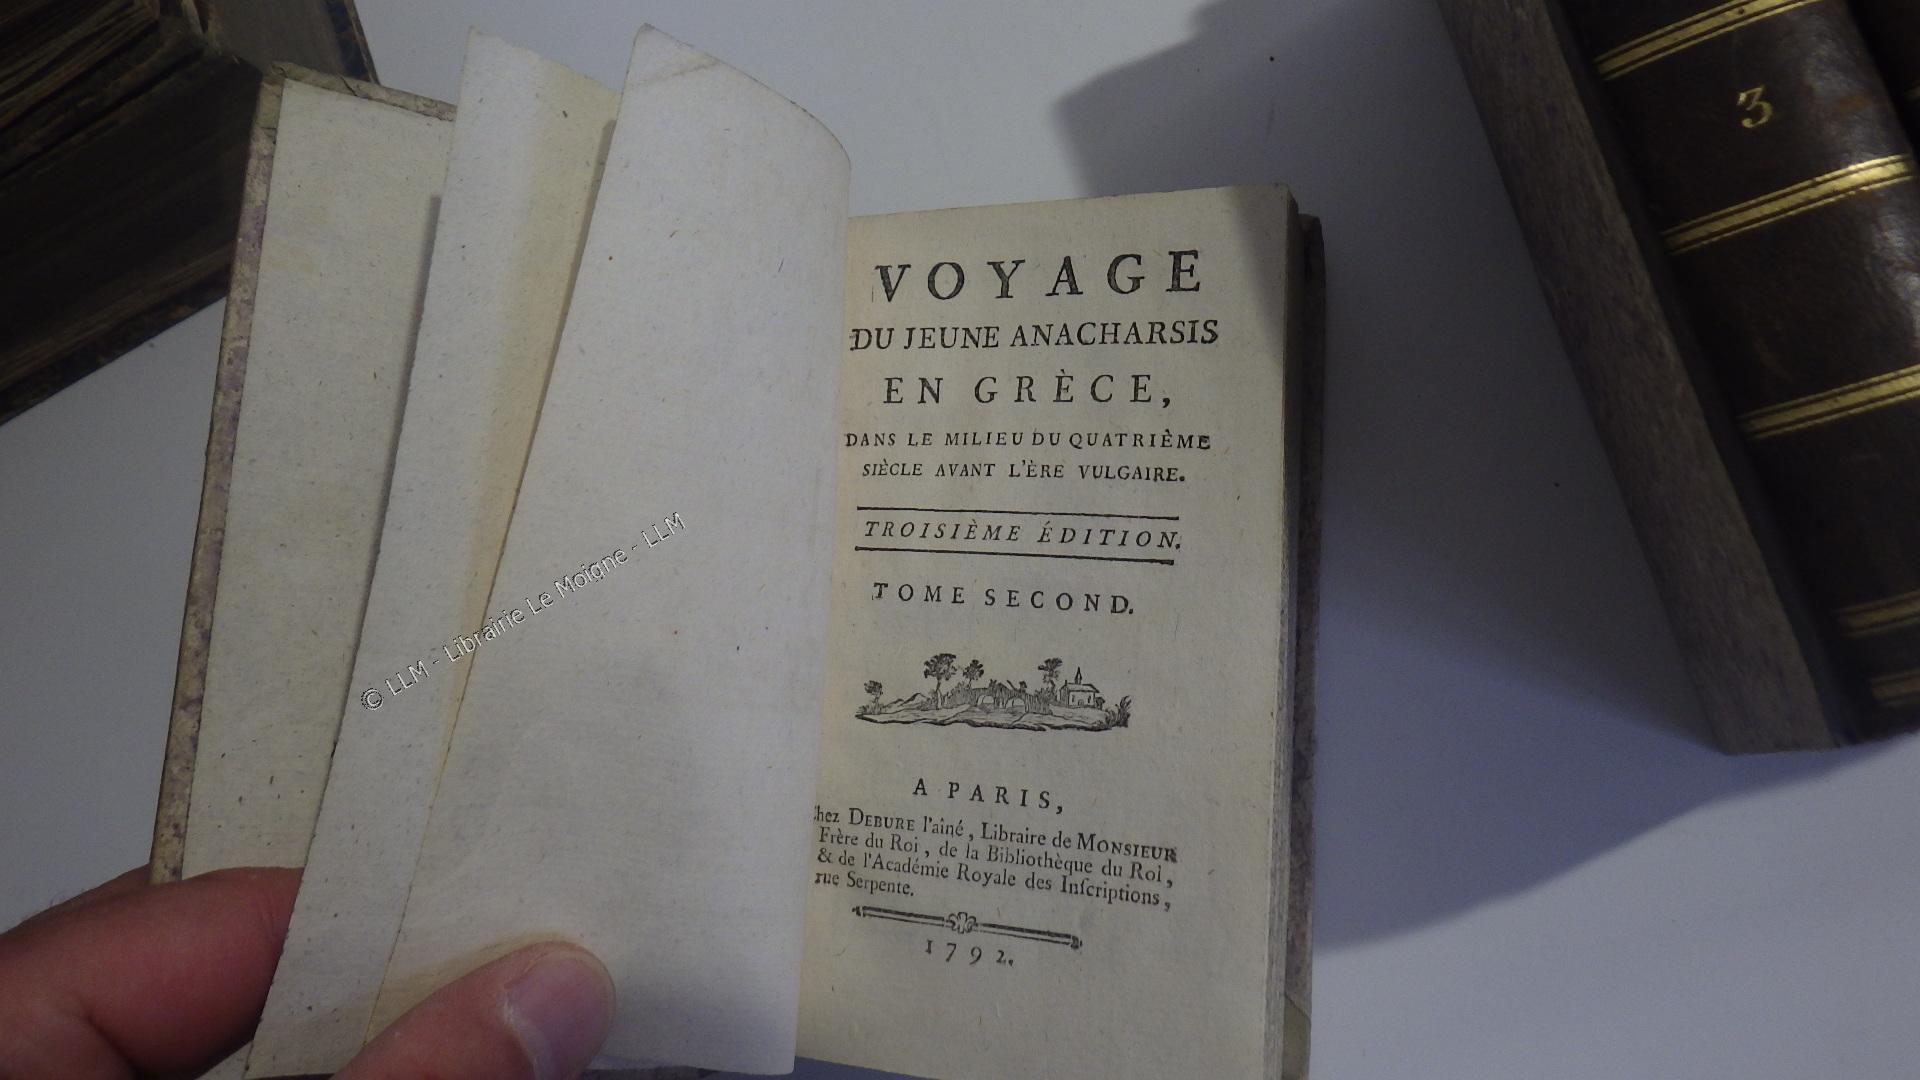 VOYAGE
DU JEUNE ANACHARSIS
EN GRÈCE,
DANS LE MILIEU DU QUATRIÈME
SIÈCLE AVANT L'ÈRE VULGAIRE.
TROISIÈME ÉDITION.
TOME SECOND.
A PARIS,
Chez DEBURE l'aîné, Libraire de MONSIEUR
Frère du Roi, de la Bibliothèque du Roi,
& de l'Académie Royale des Inſcriptions,
rue Serpente.
1792.
3
© LLM - Librairie Le Moigne - LLM